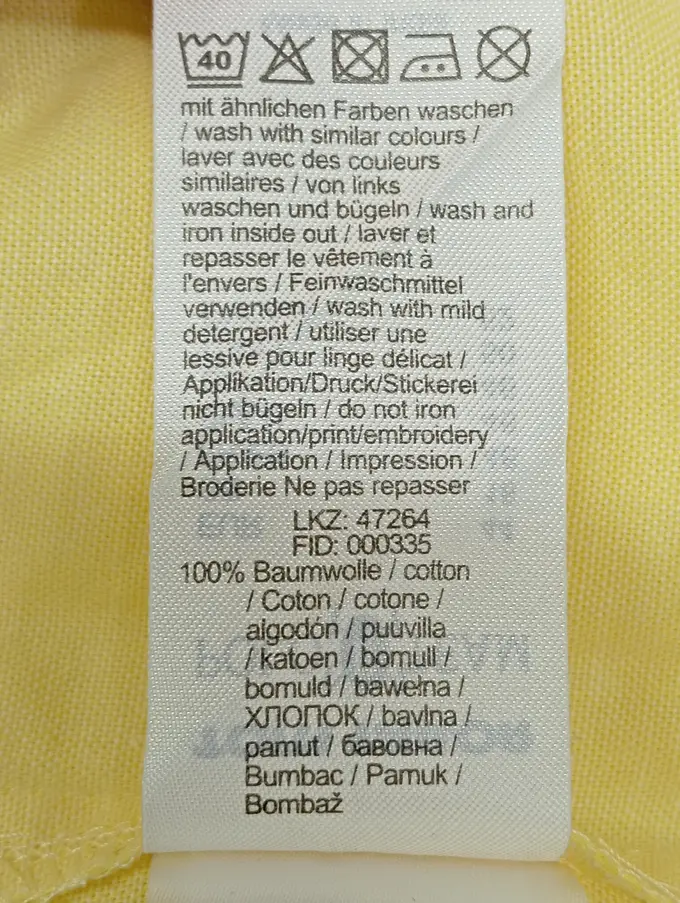 40
mit ähnlichen Farben waschen
/ wash with similar colours /
laver avec des couleurs
similaires / von links
waschen und bügeln / wash and
iron inside out / laver et
repasser le vêtement à
l'envers / Feinwaschmittel
verwenden / wash with mild
detergent / utiliser une
lessive pour linge délicat /
Applikation/Druck/Stickerei
nicht bügeln / do not iron
application/print/embroidery
/ Application / Impression /
Broderie Ne pas repasser
LKZ: 47264
FID: 000335
100% Baumwolle / cotton
/ Coton / cotone /
algodón / puuvilla
/ katoen / bomull /
bomuld / bawełna /
ХЛОПОК / bavlna /
pamut / бавовна /
Bumbac / Pamuk /
Bombaž